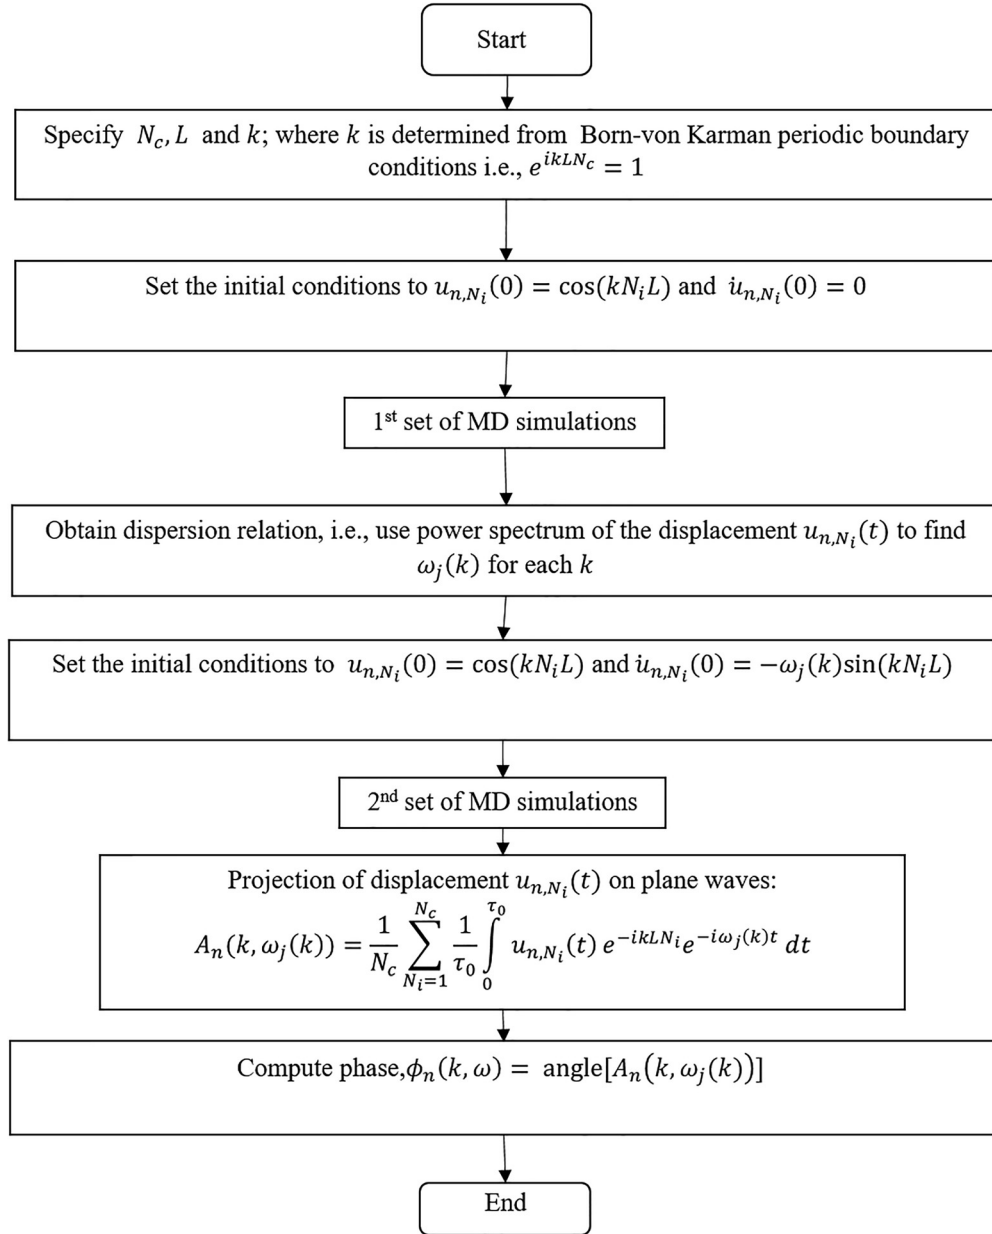 Start
Specify N_c, L and k; where k is determined from Born-von Karman periodic boundary
conditions i.e., e^{ikLN_c} = 1
Set the initial conditions to u_{n,N_i}(0) = cos(kN_iL) and u̇_{n,N_i}(0) = 0
1st set of MD simulations
Obtain dispersion relation, i.e., use power spectrum of the displacement u_{n,N_i}(t) to find
ω_j(k) for each k
Set the initial conditions to u_{n,N_i}(0) = cos(kN_iL) and u̇_{n,N_i}(0) = −ω_j(k)sin(kN_iL)
2nd set of MD simulations
Projection of displacement u_{n,N_i}(t) on plane waves:
A_n(k, ω_j(k)) = \frac{1}{N_c} \sum_{N_i=1}^{N_c} \frac{1}{τ_0} \int_0^{τ_0} u_{n,N_i}(t) e^{−ikLN_i} e^{−iω_j(k)t} dt
Compute phase,ϕ_n(k, ω) = angle[A_n(k, ω_j(k))]
End